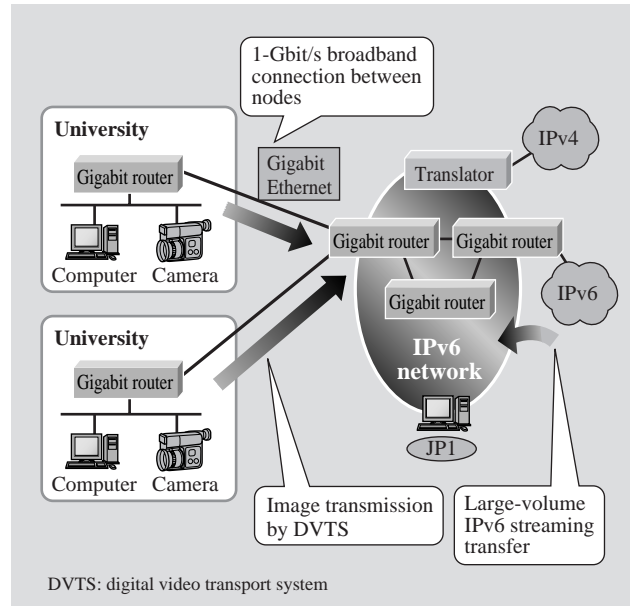 1-Gbit/s broadband
connection between
nodes
University
Gigabit router
Computer
Camera
Gigabit
Ethernet
IPv4
Translator
Gigabit router
Gigabit router
Gigabit router
IPv6
IPv6
network
JP1
University
Gigabit router
Computer
Camera
Image transmission
by DVTS
Large-volume
IPv6 streaming
transfer
DVTS: digital video transport system